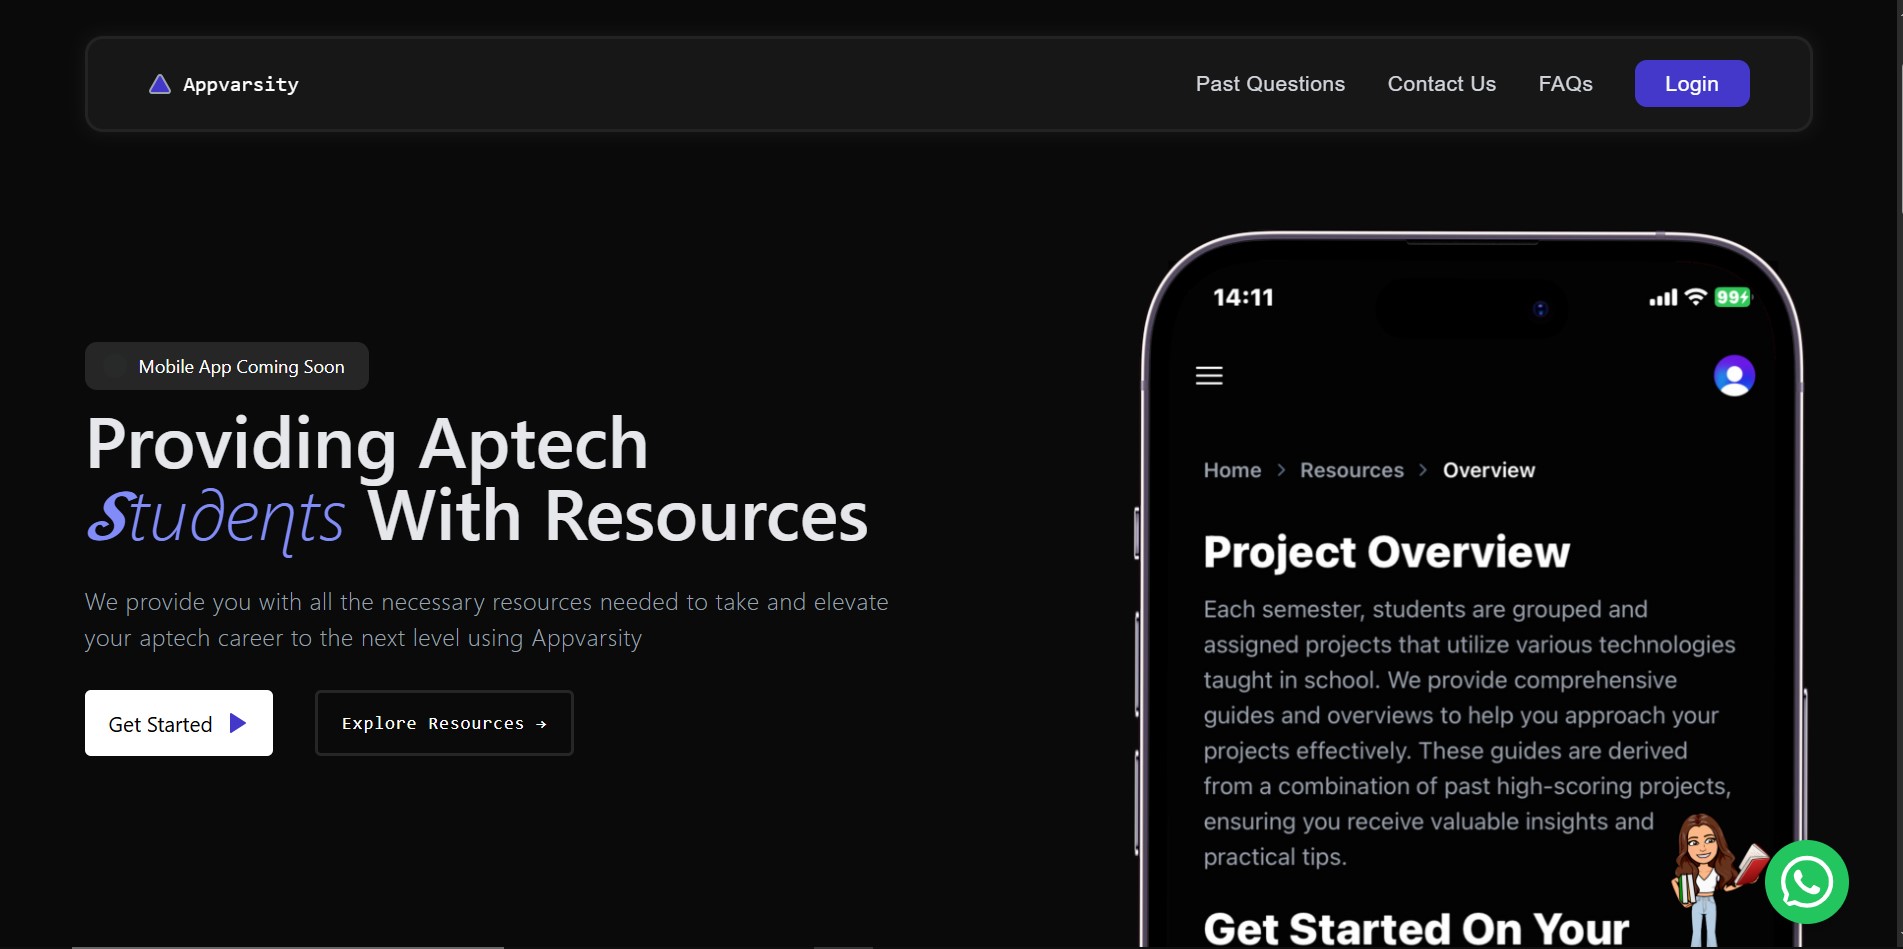 Appvarsity
Past Questions
Contact Us
FAQs
Login
Mobile App Coming Soon
Providing Aptech
Students With Resources
We provide you with all the necessary resources needed to take and elevate
your aptech career to the next level using Appvarsity
Get Started
Explore Resources →
14:11
99
Home > Resources > Overview
Project Overview
Each semester, students are grouped and
assigned projects that utilize various technologies
taught in school. We provide comprehensive
guides and overviews to help you approach your
projects effectively. These guides are derived
from a combination of past high-scoring projects,
ensuring you receive valuable insights and
practical tips.
Get Started On Your